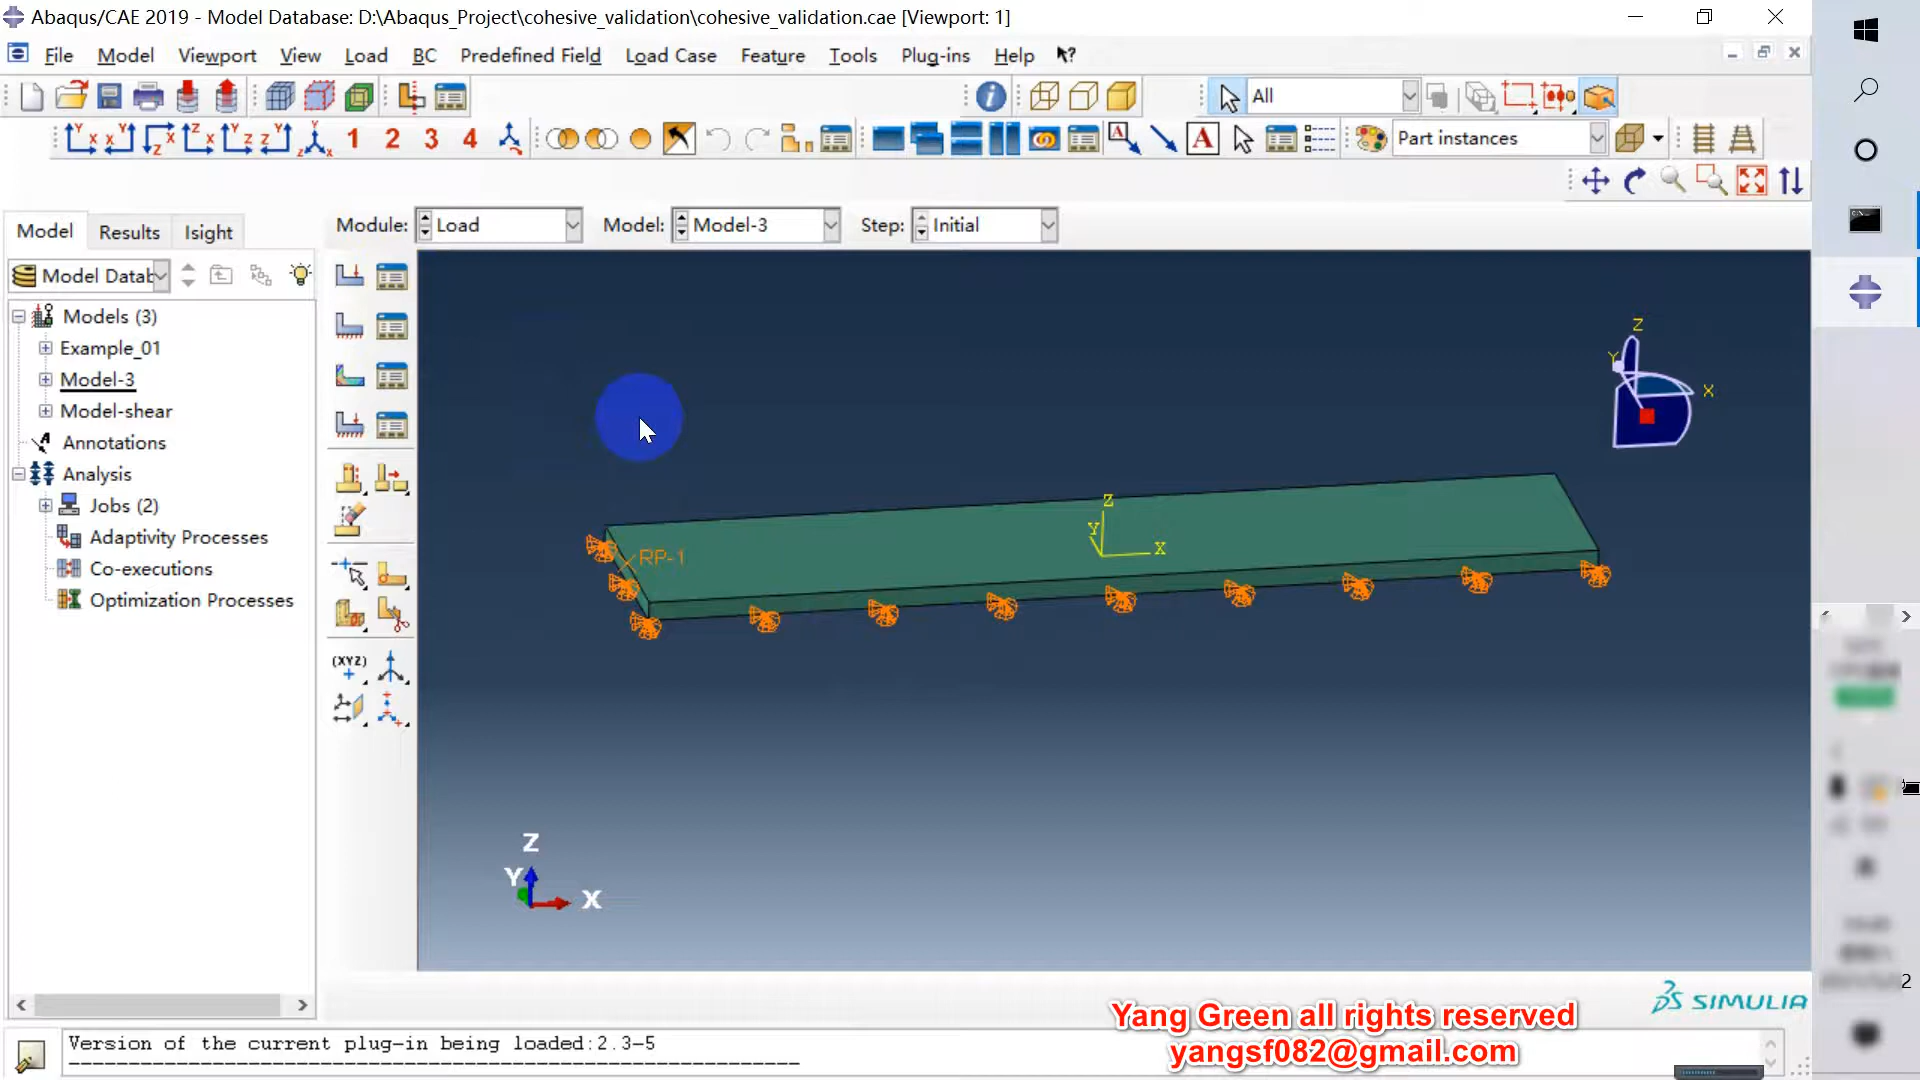 Abaqus/CAE 2019 - Model Database: D:\Abaqus_Project\cohesive_validation\cohesive_validation.cae [Viewport: 1]
File Model Viewport View Load BC Predefined Field Load Case Feature Tools Plug-ins Help
All
1 2 3 4
Part instances
Model Results Isight
Module: Load Model: Model-3 Step: Initial
Model Datab
Models (3)
Example_01
Model-3
Model-shear
Annotations
Analysis
Jobs (2)
Adaptivity Processes
Co-executions
Optimization Processes
(XYZ)
Z
Y
X
RP-1
Z
Y
X
Z
Y
X
SIMULIA
Yang Green all rights reserved
yangsf082@gmail.com
Version of the current plug-in being loaded:2.3-5